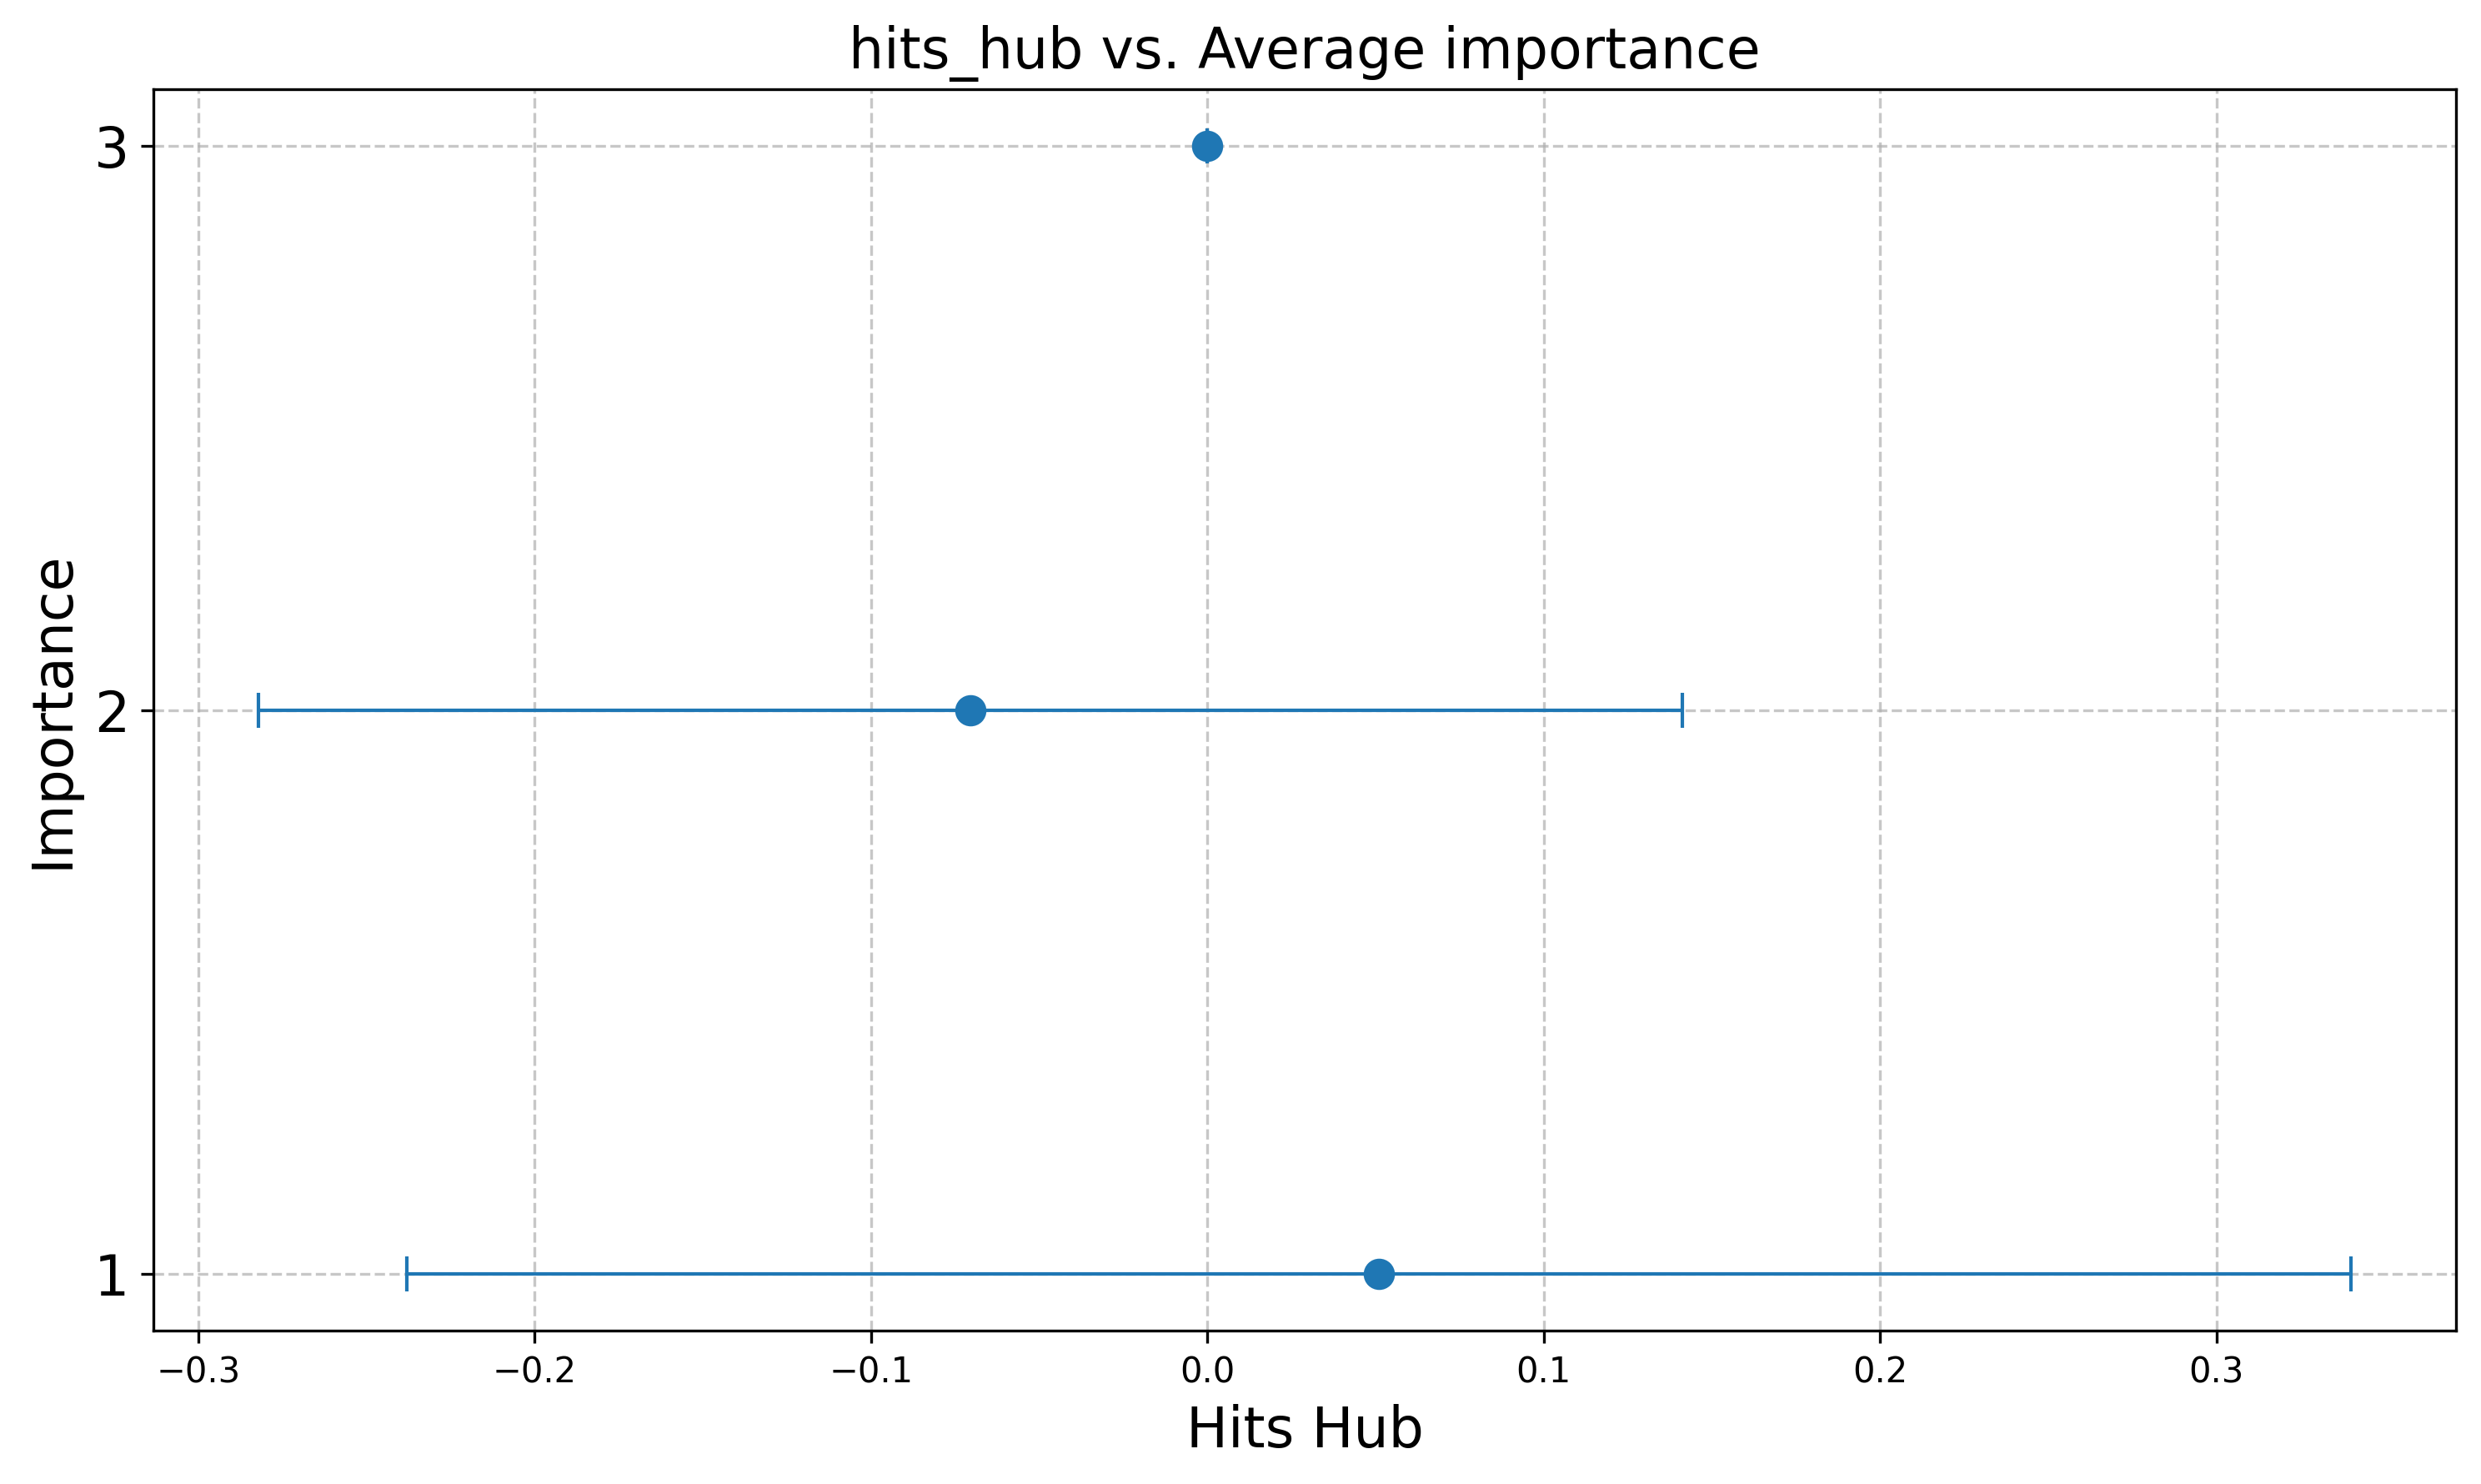 hits_hub vs. Average importance
Importance
3
2
1
−0.3 −0.2 −0.1 0.0 0.1 0.2 0.3
Hits Hub